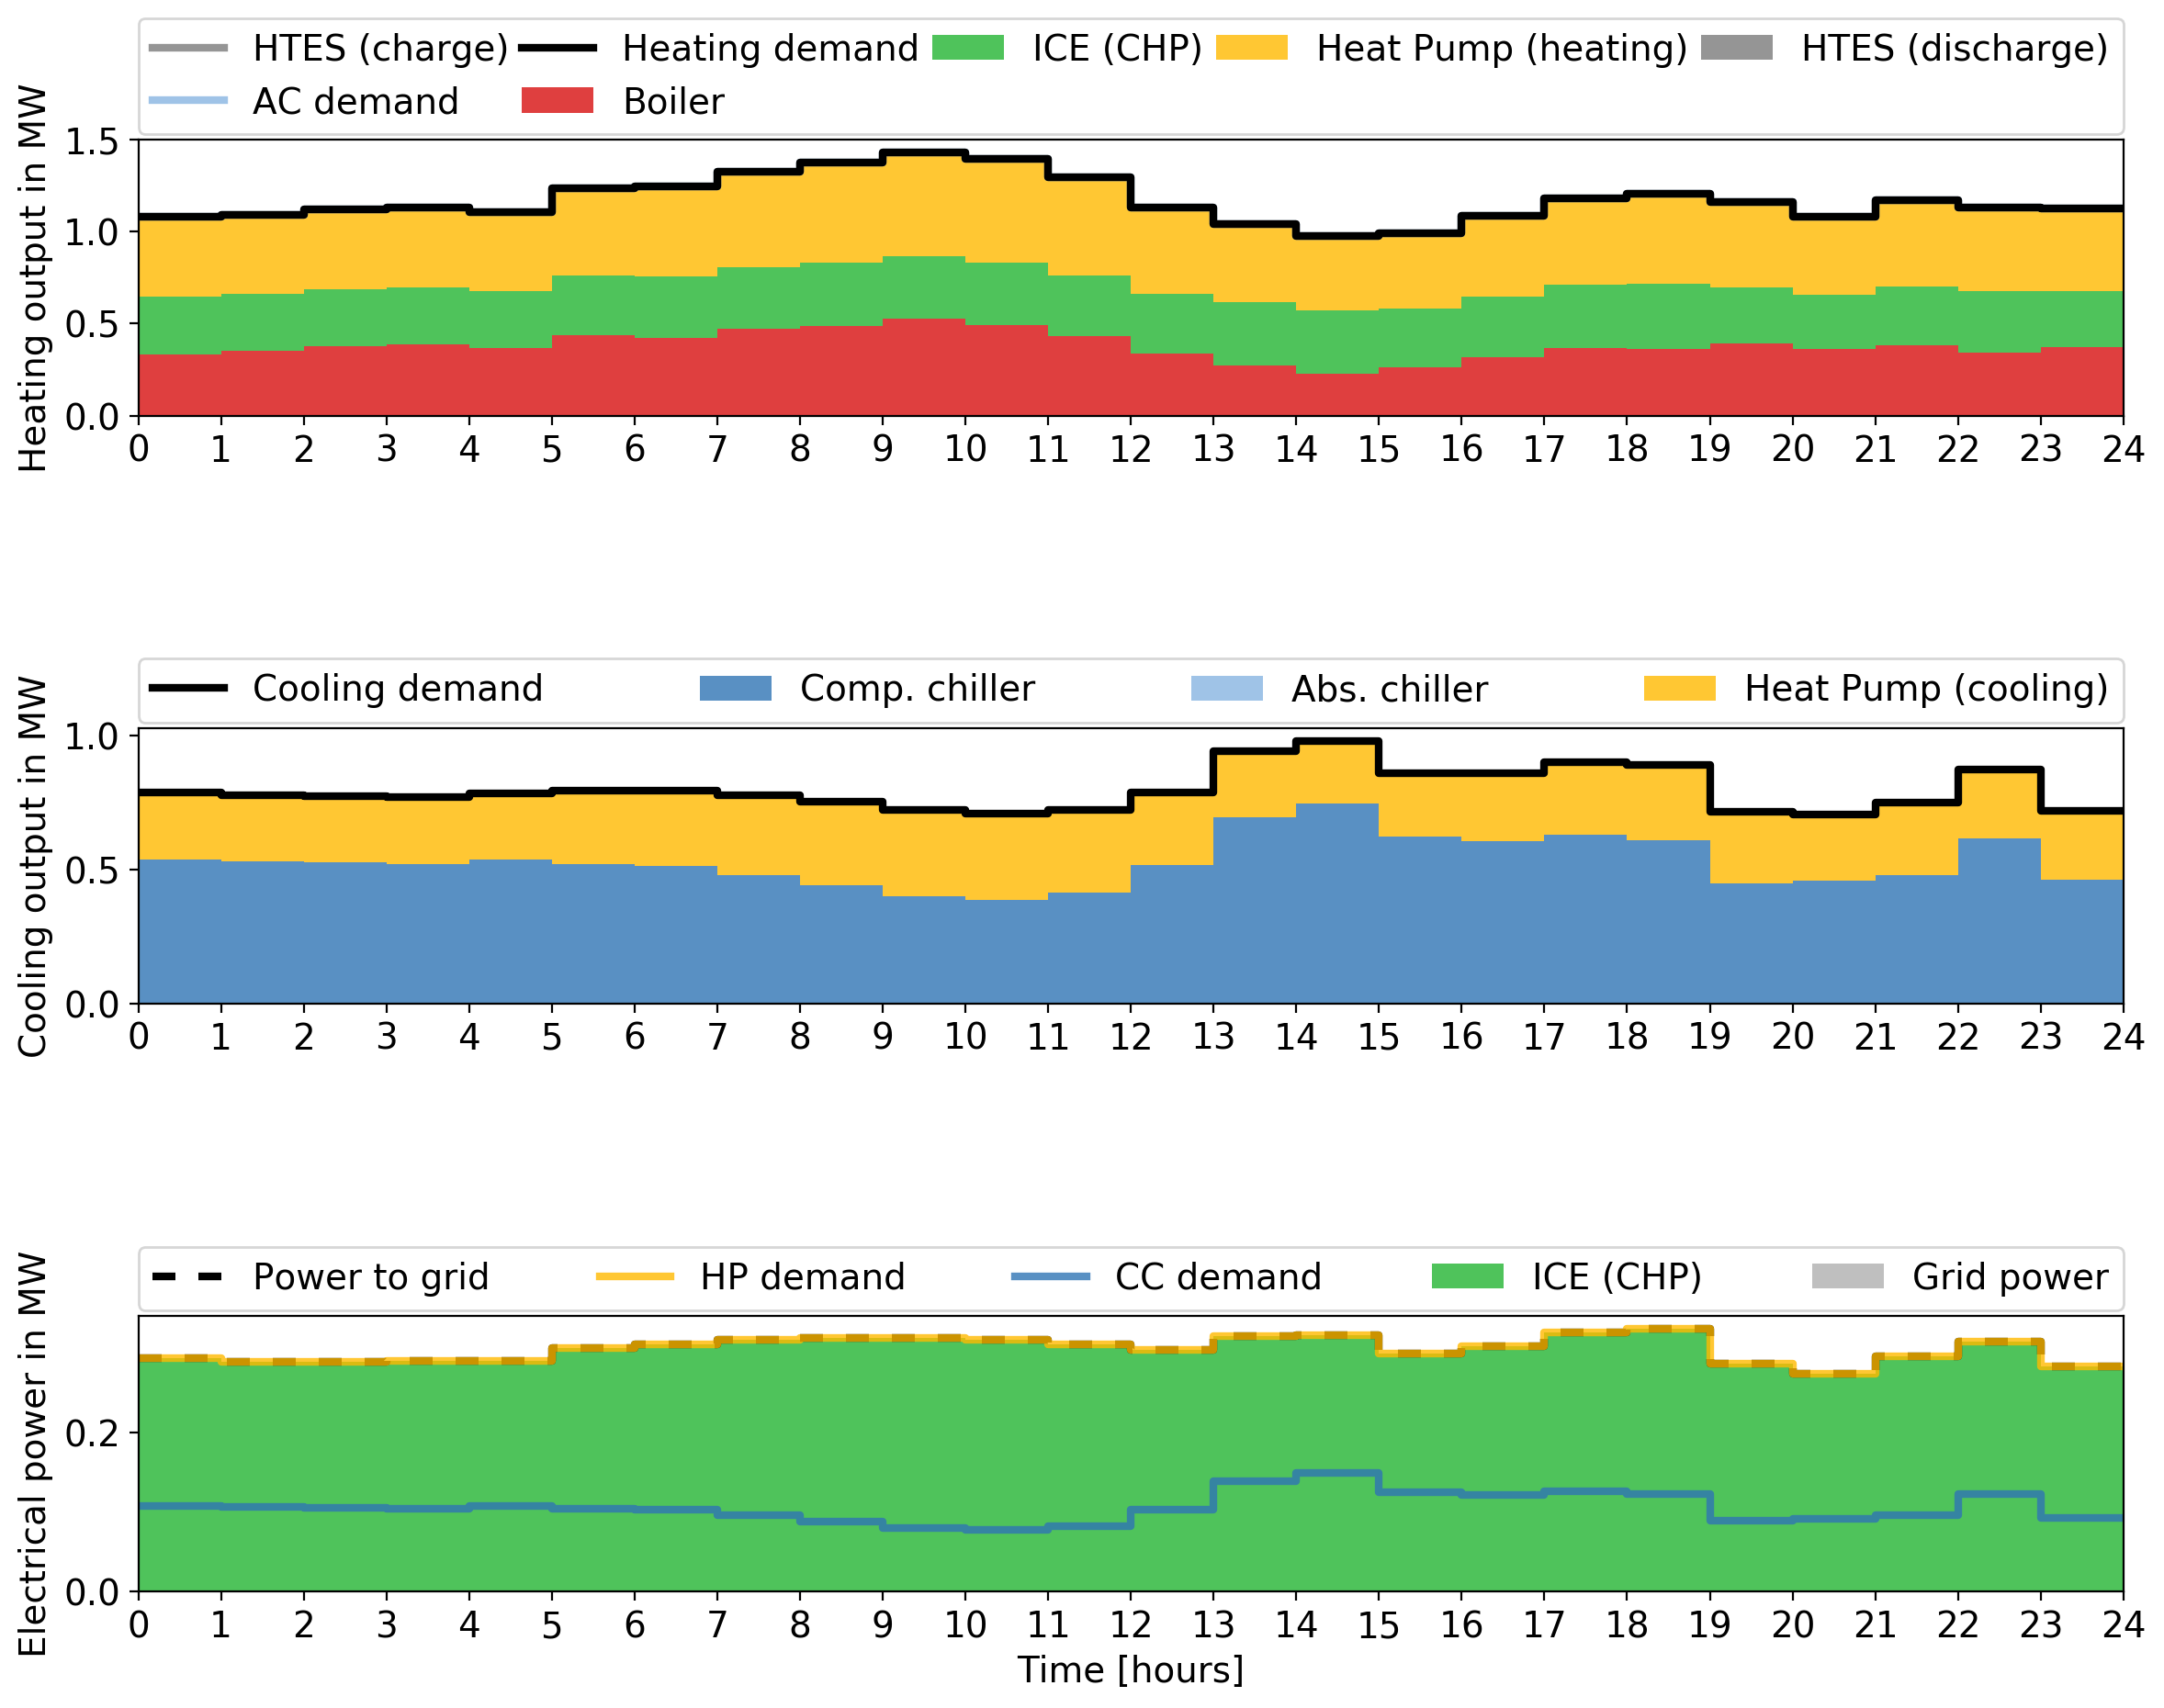 HTES (charge) Heating demand ICE (CHP) Heat Pump (heating) HTES (discharge)
AC demand Boiler
Heating output in MW
1.5
1.0
0.5
0.0
0 1 2 3 4 5 6 7 8 9 10 11 12 13 14 15 16 17 18 19 20 21 22 23 24
Cooling demand Comp. chiller Abs. chiller Heat Pump (cooling)
Cooling output in MW
1.0
0.5
0.0
0 1 2 3 4 5 6 7 8 9 10 11 12 13 14 15 16 17 18 19 20 21 22 23 24
Power to grid HP demand CC demand ICE (CHP) Grid power
Electrical power in MW
0.2
0.0
0 1 2 3 4 5 6 7 8 9 10 11 12 13 14 15 16 17 18 19 20 21 22 23 24
Time [hours]